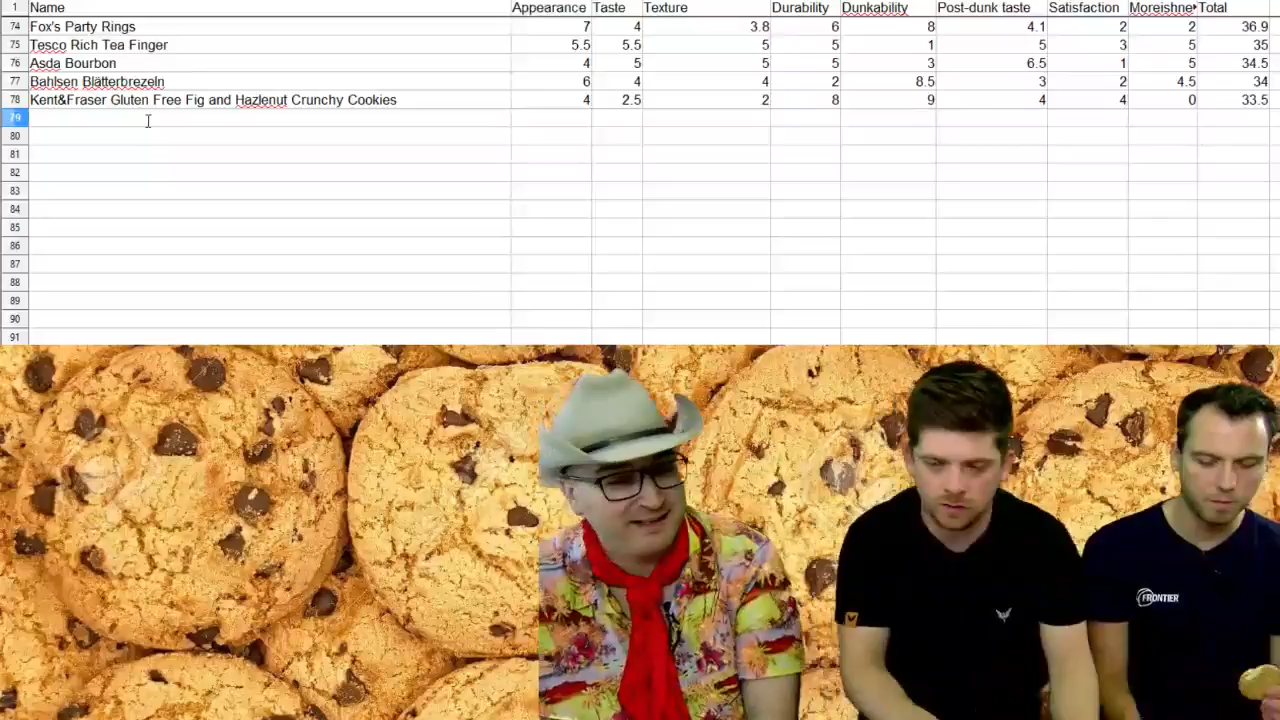 1 Name Appearance Taste Texture Durability Dunkability Post-dunk taste Satisfaction Moreishne Total
74 Fox's Party Rings 7 4 3.8 6 8 4.1 2 2 36.9
75 Tesco Rich Tea Finger 5.5 5.5 5 5 1 5 3 5 35
76 Asda Bourbon 4 5 5 5 3 6.5 1 5 34.5
77 Bahlsen Blätterbrezeln 6 4 4 2 8.5 3 2 4.5 34
78 Kent&Fraser Gluten Free Fig and Hazlenut Crunchy Cookies 4 2.5 2 8 9 4 4 0 33.5
79
80
81
82
83
84
85
86
87
88
89
90
91
FRONTIER